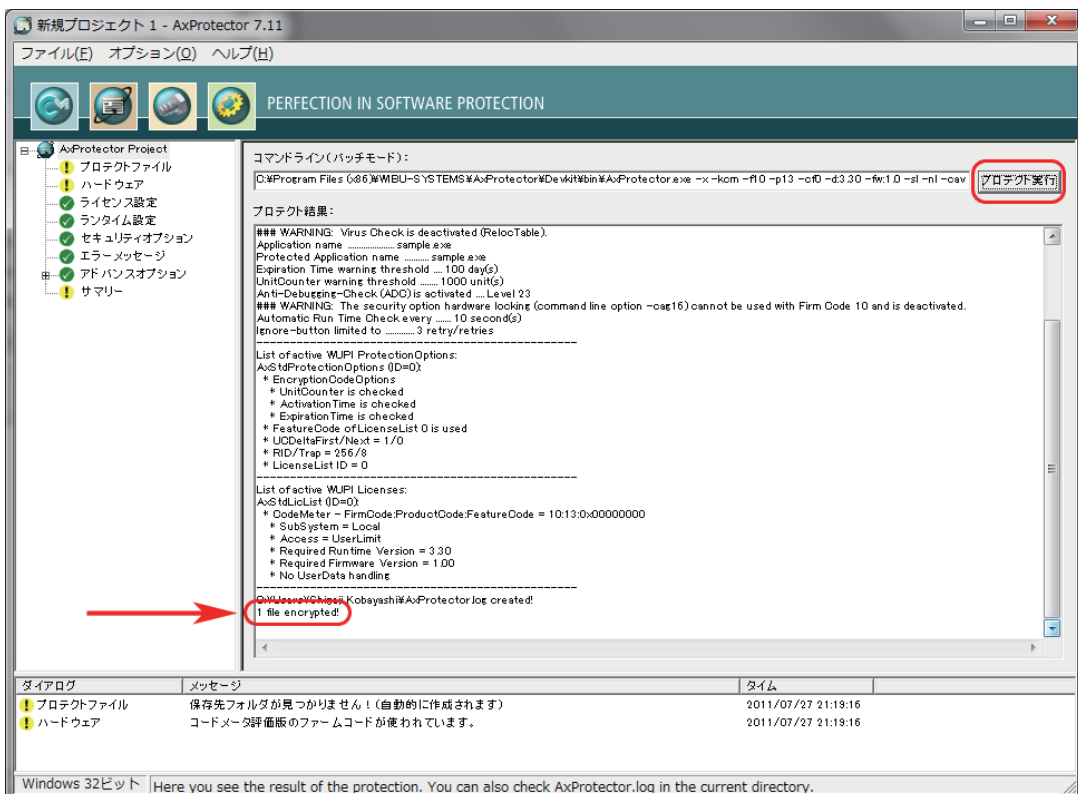 新規プロジェクト 1 - AxProtector 7.11
ファイル(F) オプション(O) ヘルプ(H)
PERFECTION IN SOFTWARE PROTECTION
AxProtector Project
プロテクトファイル
ハードウェア
ライセンス設定
ランタイム設定
セキュリティオプション
エラーメッセージ
アドバンスオプション
サマリー
コマンドライン(バッチモード):
C:¥Program Files (x86)¥WIBU-SYSTEMS¥AxProtector¥Devkit¥bin¥AxProtector.exe -x -kcm -f10 -p13 -cf0 -d:3.30 -fw:1.0 -sl -nl -cav
プロテクト実行
プロテクト結果:
### WARNING: Virus Check is deactivated (RelocTable).
Application name .................. sample.exe
Protected Application name ......... sample.exe
Expiration Time warning threshold .... 100 day(s)
UnitCounter warning threshold ....... 1000 unit(s)
Anti-Debugging-Check (ADC) is activated .... Level 23
### WARNING: The security option hardware locking (command line option -cag16) cannot be used with Firm Code 10 and is deactivated.
Automatic Run Time Check every ...... 10 second(s)
Ignore-button limited to ............ 3 retry/retries
------------------------------------------------------
List of active WUPI ProtectionOptions:
AxStdProtectionOptions (ID=0):
* EncryptionCodeOptions
* UnitCounter is checked
* ActivationTime is checked
* ExpirationTime is checked
* FeatureCode of LicenseList 0 is used
* UCDeltaFirst/Next = 1/0
* RID/Trap = 256/8
* LicenseList ID = 0
------------------------------------------------------
List of active WUPI Licenses:
AxStdLicList (ID=0):
* CodeMeter - FirmCode:ProductCode:FeatureCode = 10:13:0x00000000
* SubSystem = Local
* Access = UserLimit
* Required Runtime Version = 3.30
* Required Firmware Version = 1.00
* No UserData handling
------------------------------------------------------
C:¥Users¥Shigeji Kobayashi¥AxProtector.log created!
1 file encrypted!
ダイアログ メッセージ タイム
プロテクトファイル 保存先フォルダが見つかりません！(自動的に作成されます) 2011/07/27 21:19:16
ハードウェア コードメータ評価版のファームコードが使われています。 2011/07/27 21:19:16
Windows 32ビット Here you see the result of the protection. You can also check AxProtector.log in the current directory.